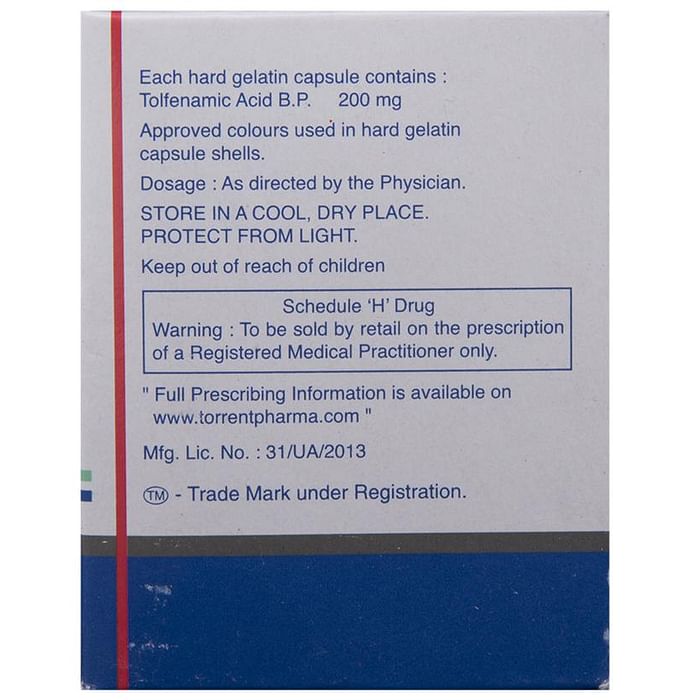 Each hard gelatin capsule contains :
Tolfenamic Acid B.P. 200 mg
Approved colours used in hard gelatin
capsule shells.
Dosage : As directed by the Physician.
STORE IN A COOL, DRY PLACE.
PROTECT FROM LIGHT.
Keep out of reach of children
Schedule ‘H’ Drug
Warning : To be sold by retail on the prescription
of a Registered Medical Practitioner only.
" Full Prescribing Information is available on
www.torrentpharma.com "
Mfg. Lic. No. : 31/UA/2013
TM - Trade Mark under Registration.